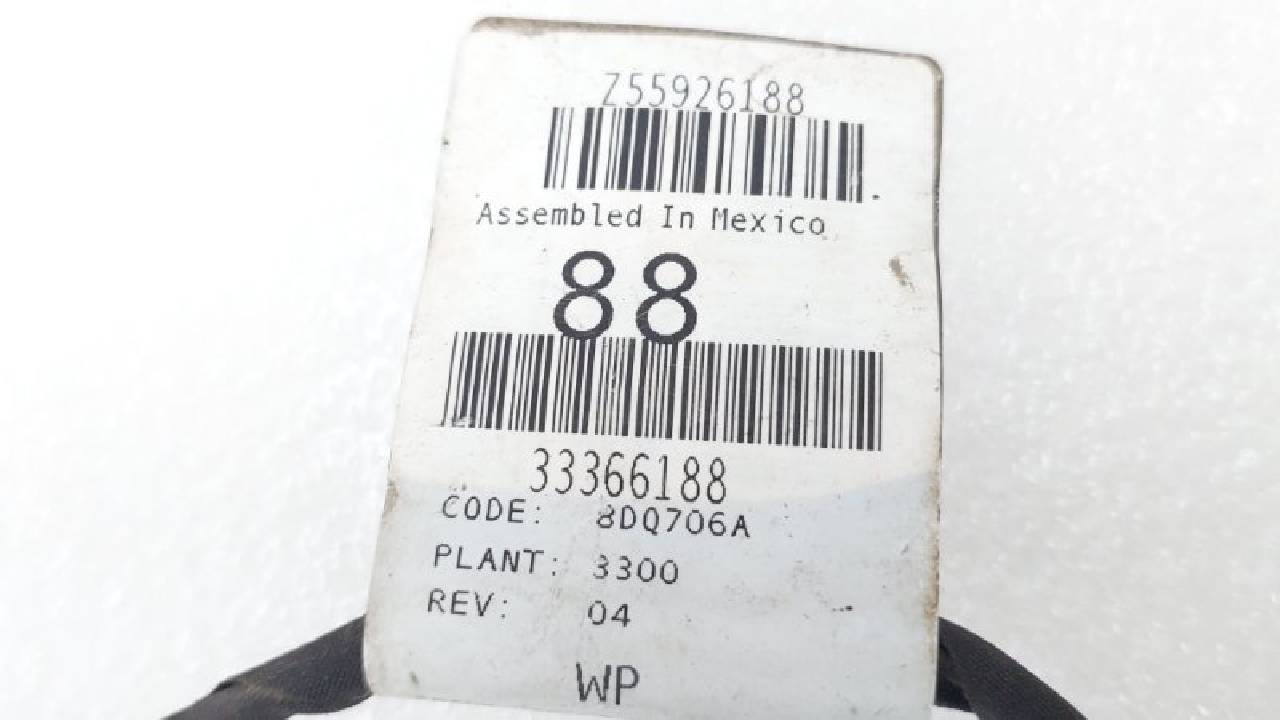 Z55926188
Assembled In Mexico
88
33366188
CODE: 8DQ706A
PLANT: 3300
REV: 04
WP